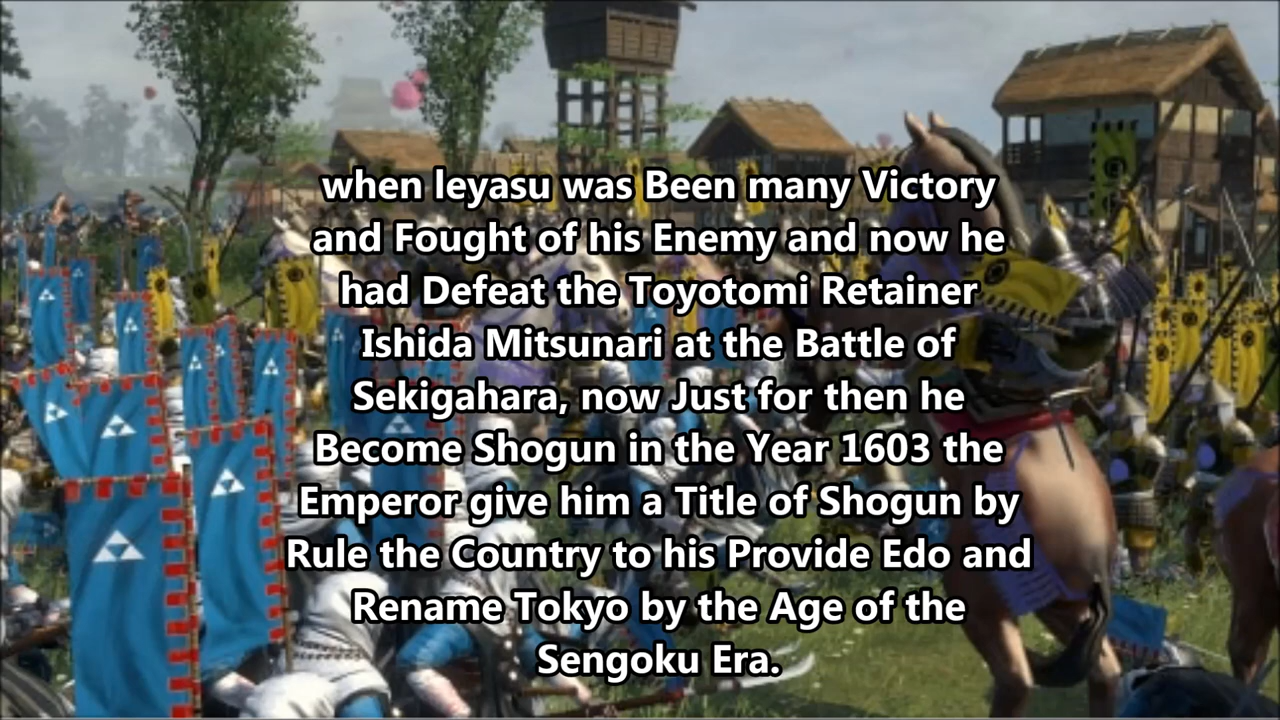 when Ieyasu was Been many Victory
and Fought of his Enemy and now he
had Defeat the Toyotomi Retainer
Ishida Mitsunari at the Battle of
Sekigahara, now Just for then he
Become Shogun in the Year 1603 the
Emperor give him a Title of Shogun by
Rule the Country to his Provide Edo and
Rename Tokyo by the Age of the
Sengoku Era.